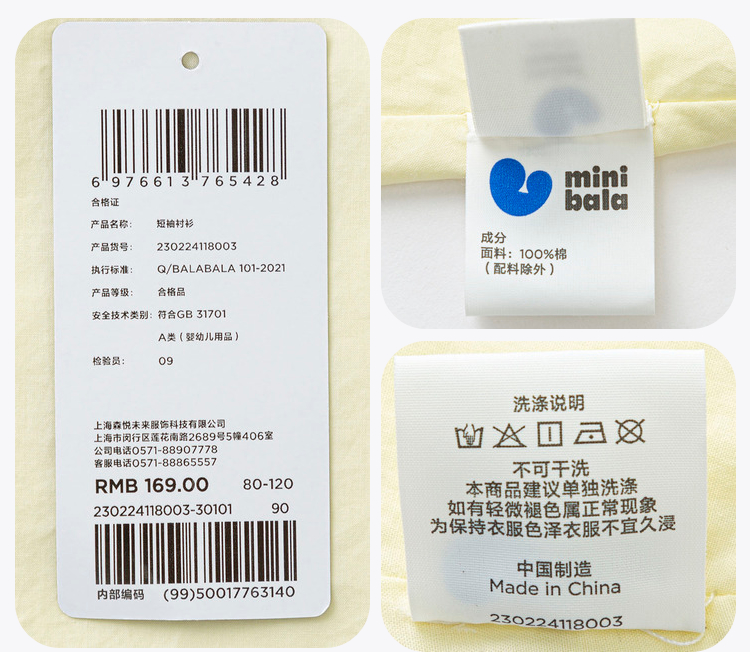 6 976613 765428
合格证
产品名称: 短袖衬衫
产品货号: 230224118003
执行标准: Q/BALABALA 101-2021
产品等级: 合格品
安全技术类别: 符合GB 31701
A类（婴幼儿用品）
检验员: 09
上海森悦未来服饰科技有限公司
上海市闵行区莲花南路2689号5幢406室
公司电话0571-88907778
客服电话0571-88865557
RMB 169.00 80-120
230224118003-30101 90
内部编码 (99)50017763140
mini
bala
成分
面料: 100%棉
（配料除外）
洗涤说明
不可干洗
本商品建议单独洗涤
如有轻微褪色属正常现象
为保持衣服色泽衣服不宜久浸
中国制造
Made in China
230224118003